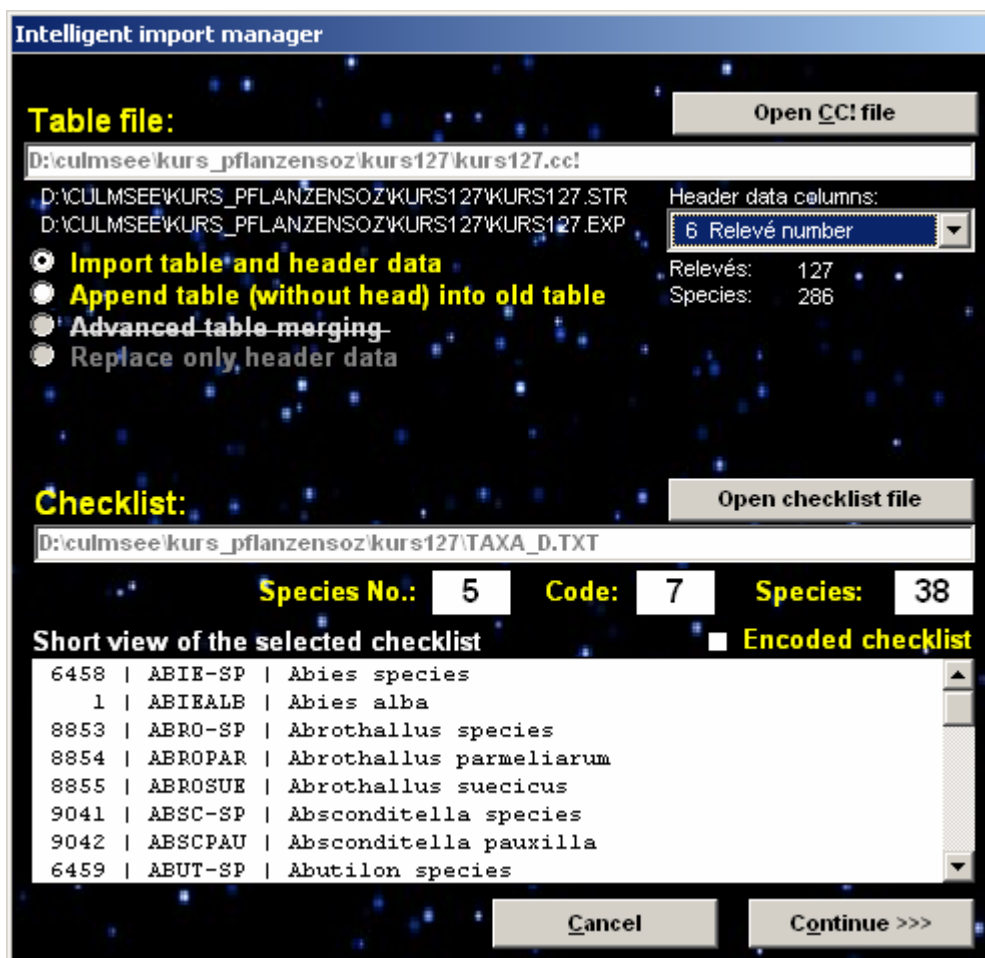 Intelligent import manager
Table file:
Open CC! file
D:\culmsee\kurs_pflanzensoz\kurs127\kurs127.cc!
D:\CULMSEE\KURS_PFLANZENSOZ\KURS127\KURS127.STR
D:\CULMSEE\KURS_PFLANZENSOZ\KURS127\KURS127.EXP
Header data columns:
6 Relevé number
Relevés: 127
Species: 286
Import table and header data
Append table (without head) into old table
Advanced table merging
Replace only header data
Checklist:
Open checklist file
D:\culmsee\kurs_pflanzensoz\kurs127\TAXA_D.TXT
Species No.: 5 Code: 7 Species: 38
Short view of the selected checklist
Encoded checklist
6458 | ABIE-SP | Abies species
1 | ABIEALB | Abies alba
8853 | ABRO-SP | Abrothallus species
8854 | ABROPAR | Abrothallus parmeliarum
8855 | ABROSUE | Abrothallus suecicus
9041 | ABSC-SP | Absconditella species
9042 | ABSCPAU | Absconditella pauxilla
6459 | ABUT-SP | Abutilon species
Cancel
Continue >>>